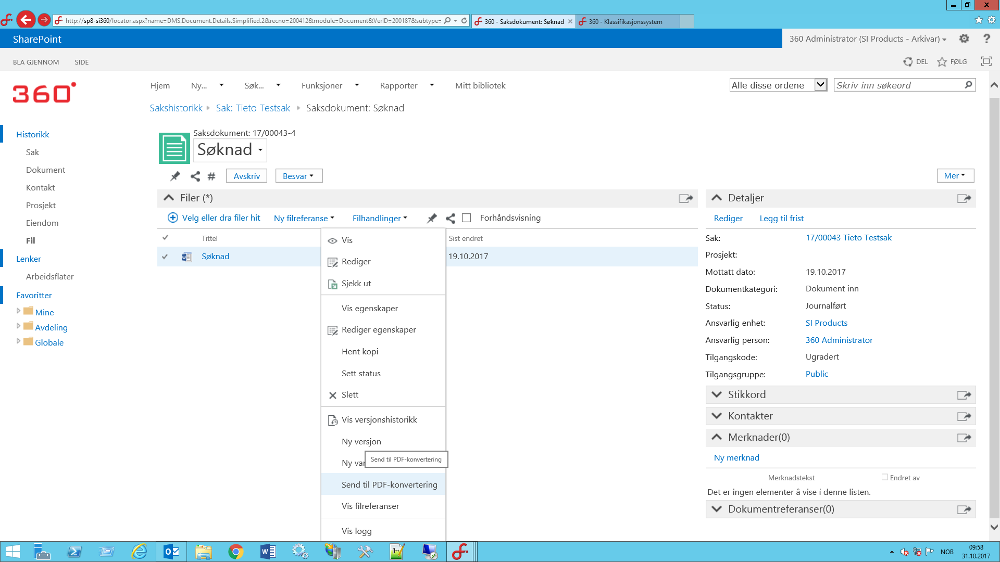 http://sp8-si360/locator.aspx?name=DMS.Document.Details.Simplified.2&recno=200412&module=Document&VerID=200187&subtype=
360 - Saksdokument: Søknad
360 - Klassifikasjonssystem
SharePoint
360 Administrator (SI Products - Arkivar)
?
BLA GJENNOM
SIDE
DEL
FØLG
360°
Hjem
Ny...
Søk...
Funksjoner
Rapporter
Mitt bibliotek
Alle disse ordene
Skriv inn søkeord
Sakshistorikk
Sak: Tieto Testsak
Saksdokument: Søknad
Historikk
Sak
Dokument
Kontakt
Prosjekt
Eiendom
Fil
Lenker
Arbeidsflater
Favoritter
Mine
Avdeling
Globale
Saksdokument: 17/00043-4
Søknad
#
Avskriv
Besvar
Mer
Filer (*)
Velg eller dra filer hit
Ny filreferanse
Filhandlinger
Forhåndsvisning
Tittel
Sist endret
Søknad
19.10.2017
Vis
Rediger
Sjekk ut
Vis egenskaper
Rediger egenskaper
Hent kopi
Sett status
Slett
Vis versjonshistorikk
Ny versjon
Ny
Send til PDF-konvertering
Send til PDF-konvertering
Vis filreferanser
Vis logg
Detaljer
Rediger
Legg til frist
Sak:
17/00043 Tieto Testsak
Prosjekt:
Mottatt dato:
19.10.2017
Dokumentkategori:
Dokument inn
Status:
Journalført
Ansvarlig enhet:
SI Products
Ansvarlig person:
360 Administrator
Tilgangskode:
Ugradert
Tilgangsgruppe:
Public
Stikkord
Kontakter
Merknader(0)
Ny merknad
Merknadstekst
Endret av
Det er ingen elementer å vise i denne listen.
Dokumentreferanser(0)
NOB
09:58
31.10.2017